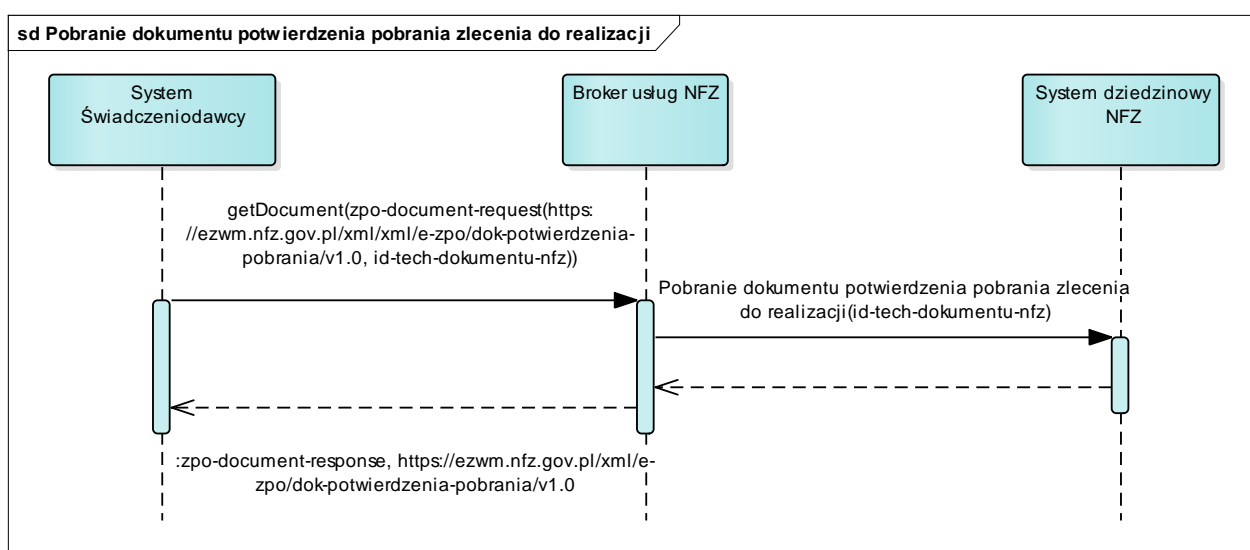 sd Pobranie dokumentu potwierdzenia pobrania zlecenia do realizacji
System
Świadczeniodawcy
Broker usług NFZ
System dziedzinowy
NFZ
getDocument(zpo-document-request(https:
//ezwm.nfz.gov.pl/xml/xml/e-zpo/dok-potwierdzenia-
pobrania/v1.0, id-tech-dokumentu-nfz))
Pobranie dokumentu potwierdzenia pobrania zlecenia
do realizacji(id-tech-dokumentu-nfz)
:zpo-document-response, https://ezwm.nfz.gov.pl/xml/e-
zpo/dok-potwierdzenia-pobrania/v1.0